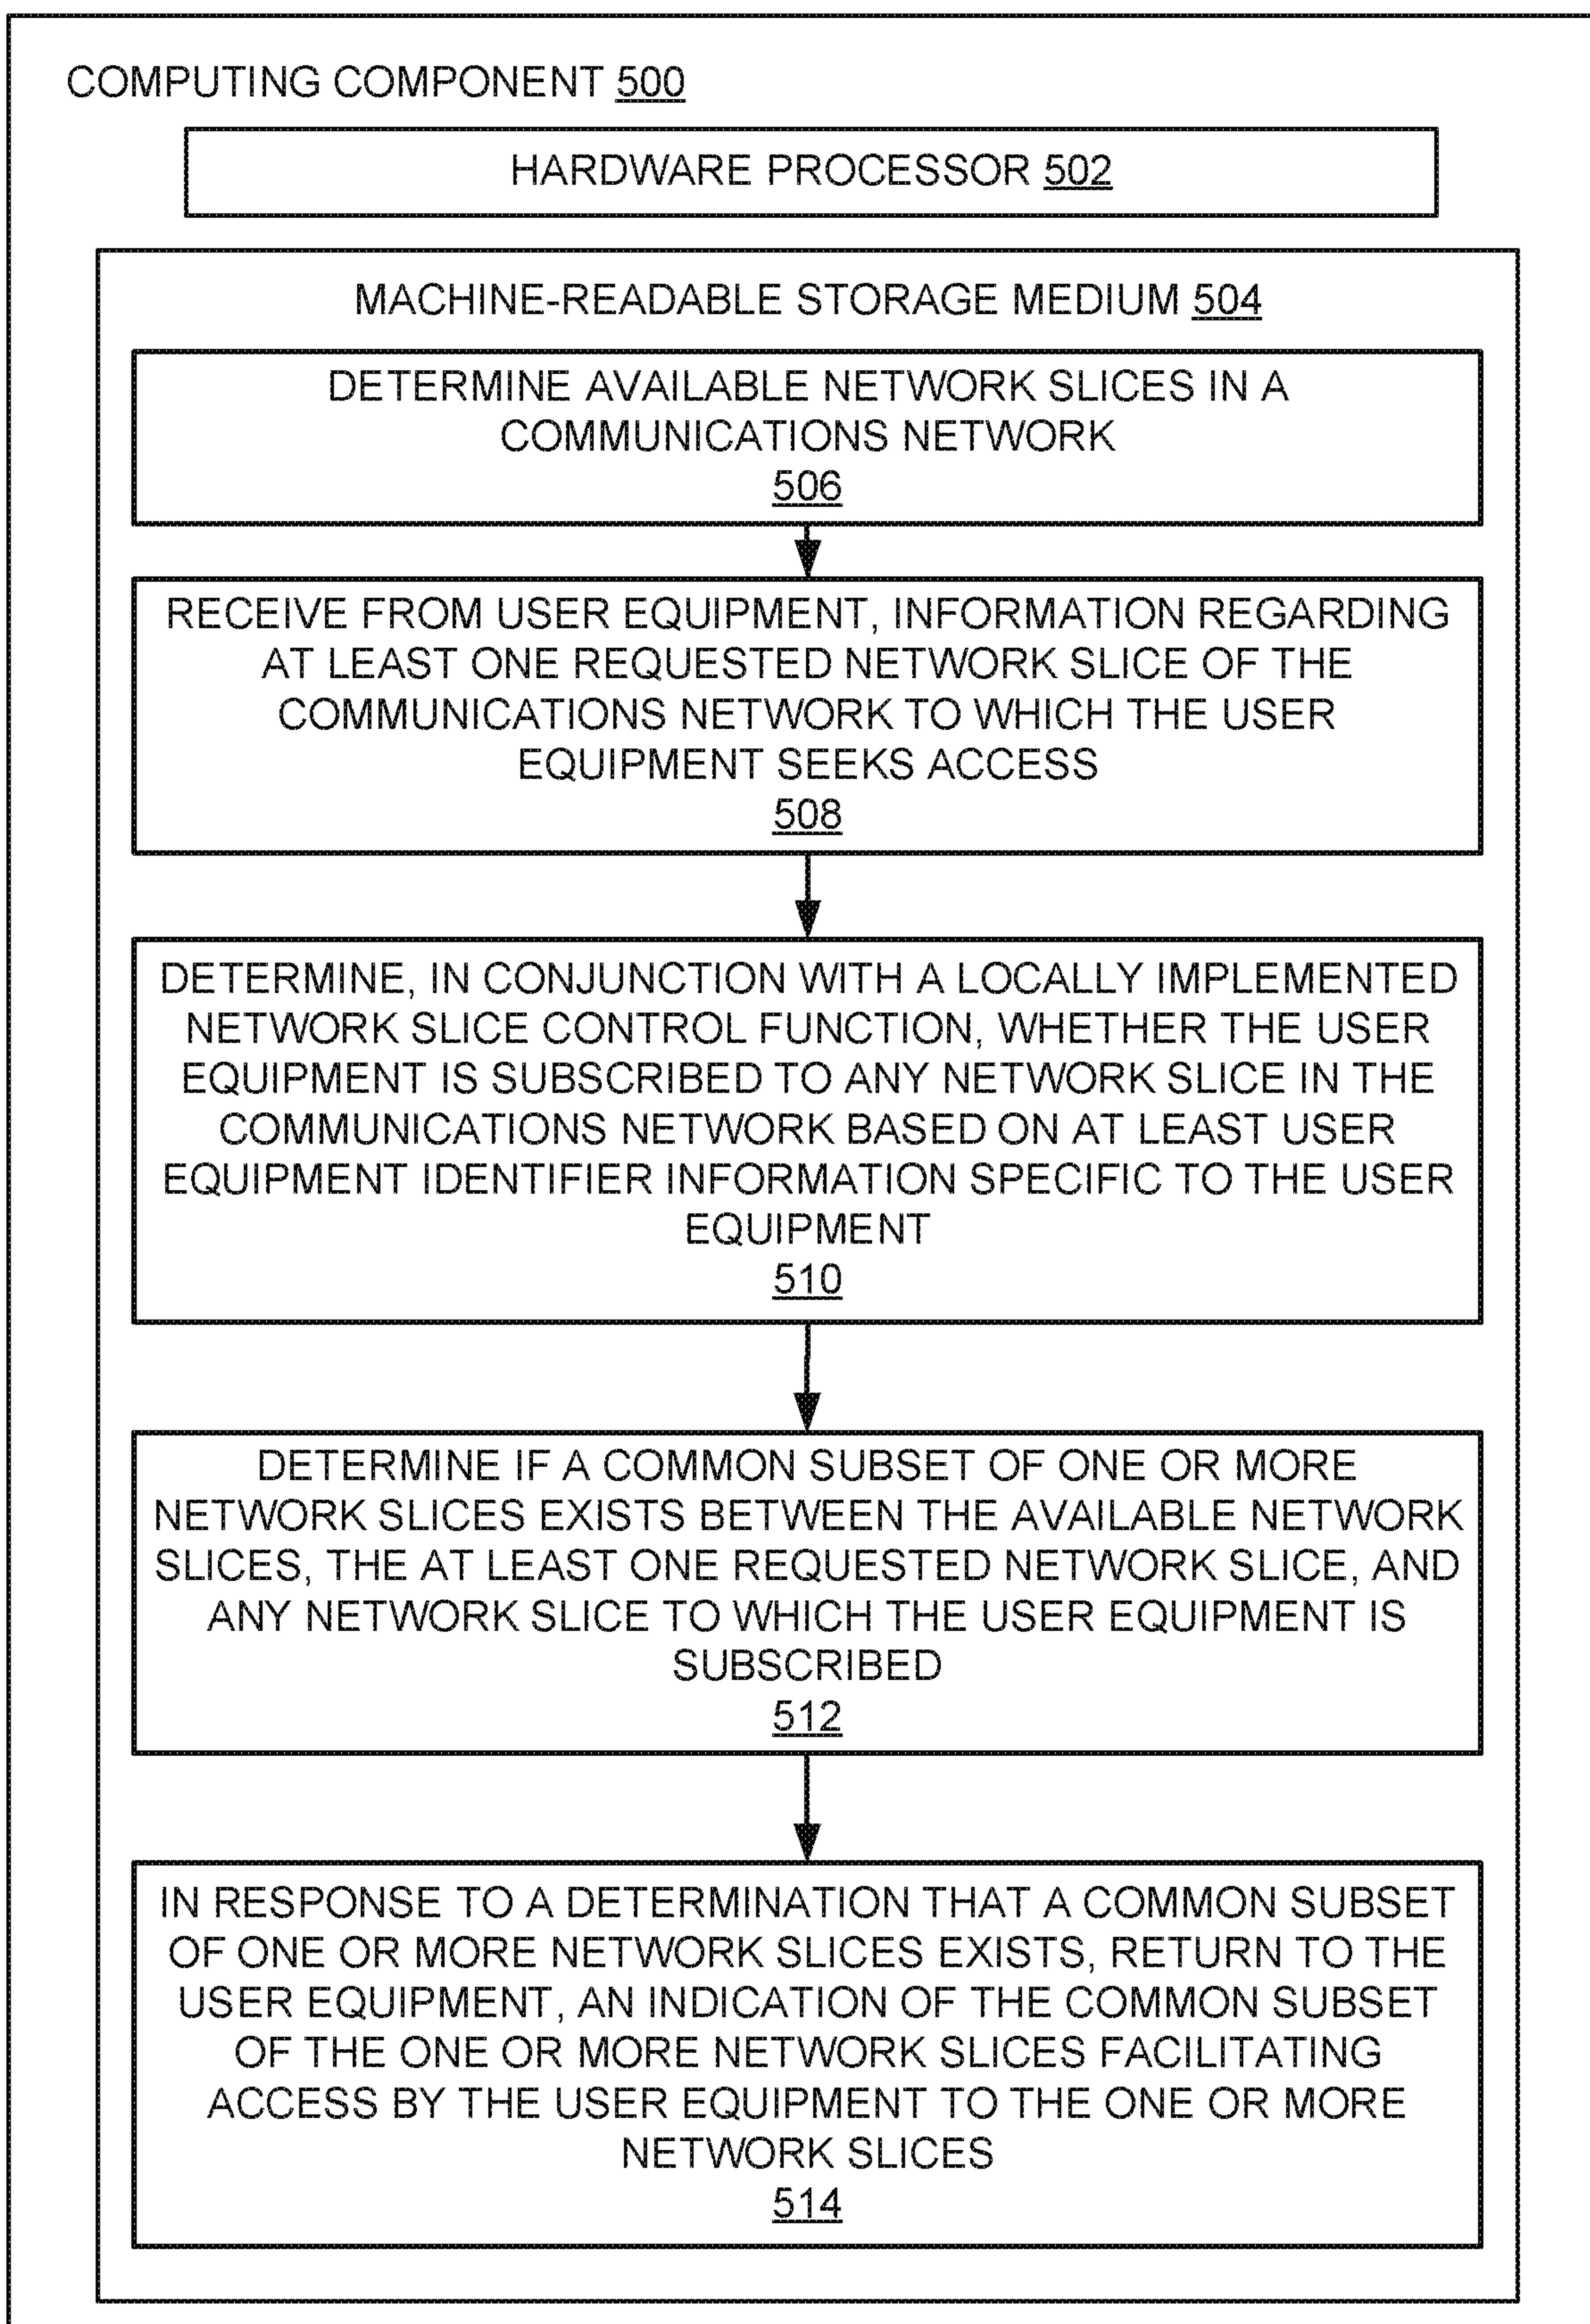 COMPUTING COMPONENT 500
HARDWARE PROCESSOR 502
MACHINE-READABLE STORAGE MEDIUM 504
DETERMINE AVAILABLE NETWORK SLICES IN A
COMMUNICATIONS NETWORK
506
RECEIVE FROM USER EQUIPMENT, INFORMATION REGARDING
AT LEAST ONE REQUESTED NETWORK SLICE OF THE
COMMUNICATIONS NETWORK TO WHICH THE USER
EQUIPMENT SEEKS ACCESS
508
DETERMINE, IN CONJUNCTION WITH A LOCALLY IMPLEMENTED
NETWORK SLICE CONTROL FUNCTION, WHETHER THE USER
EQUIPMENT IS SUBSCRIBED TO ANY NETWORK SLICE IN THE
COMMUNICATIONS NETWORK BASED ON AT LEAST USER
EQUIPMENT IDENTIFIER INFORMATION SPECIFIC TO THE USER
EQUIPMENT
510
DETERMINE IF A COMMON SUBSET OF ONE OR MORE
NETWORK SLICES EXISTS BETWEEN THE AVAILABLE NETWORK
SLICES, THE AT LEAST ONE REQUESTED NETWORK SLICE, AND
ANY NETWORK SLICE TO WHICH THE USER EQUIPMENT IS
SUBSCRIBED
512
IN RESPONSE TO A DETERMINATION THAT A COMMON SUBSET
OF ONE OR MORE NETWORK SLICES EXISTS, RETURN TO THE
USER EQUIPMENT, AN INDICATION OF THE COMMON SUBSET
OF THE ONE OR MORE NETWORK SLICES FACILITATING
ACCESS BY THE USER EQUIPMENT TO THE ONE OR MORE
NETWORK SLICES
514